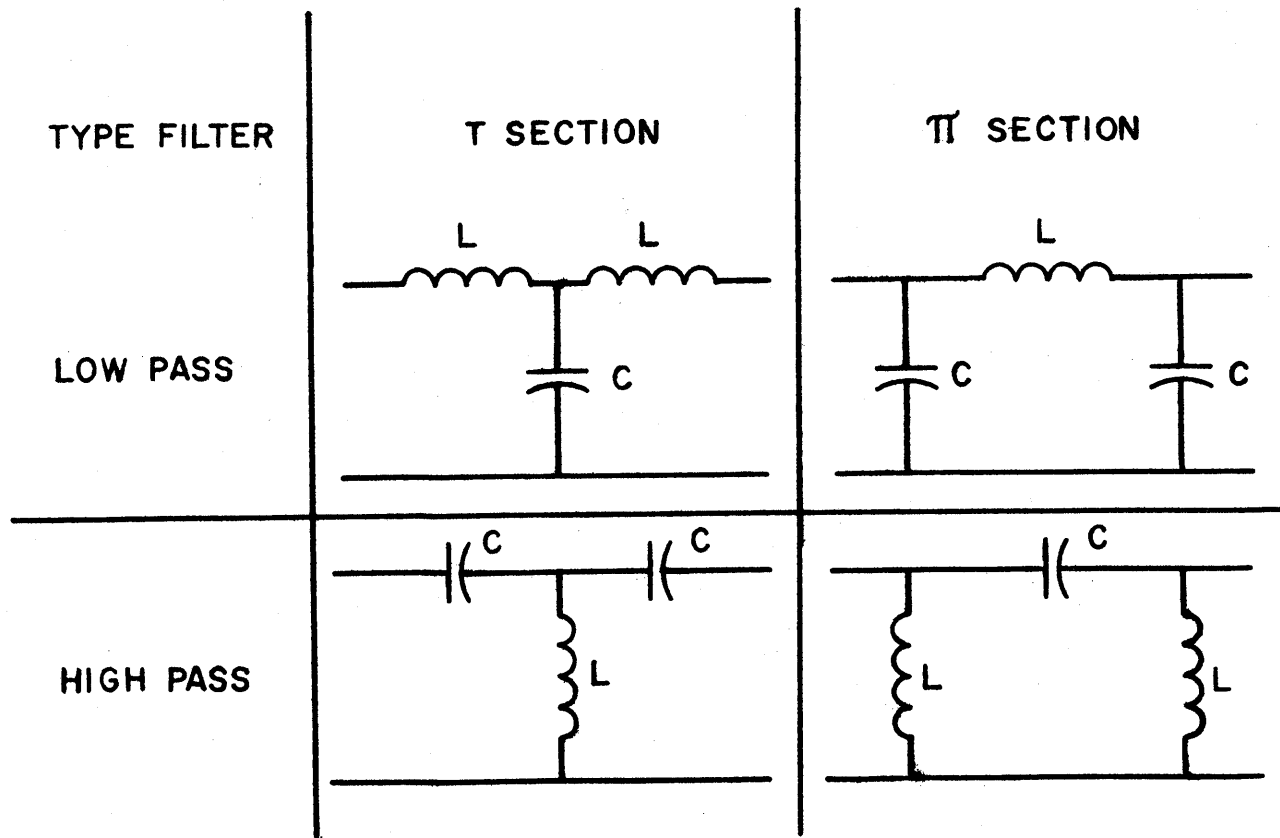 TYPE FILTER
T SECTION
π SECTION
LOW PASS
L L
C
L
C C
HIGH PASS
C C
L
C
L L